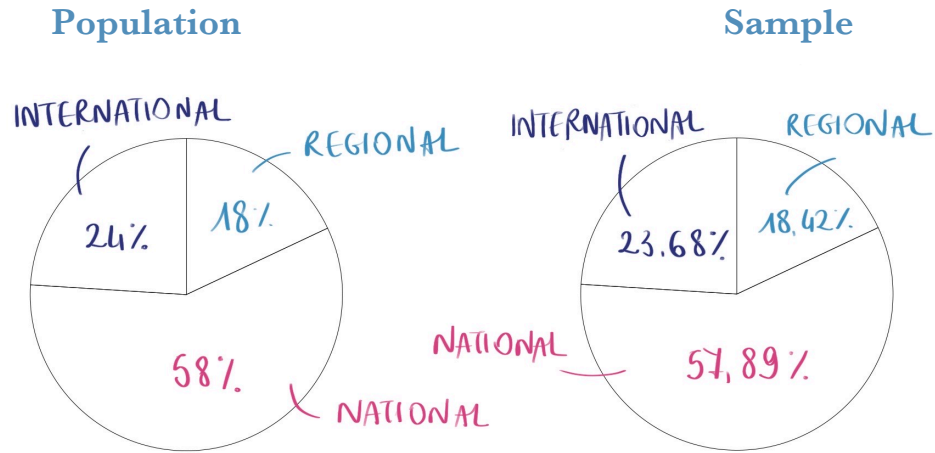 Population
INTERNATIONAL
REGIONAL
24%
18%
58%
NATIONAL
Sample
INTERNATIONAL
REGIONAL
23.68%
18,42%
NATIONAL
57,89%